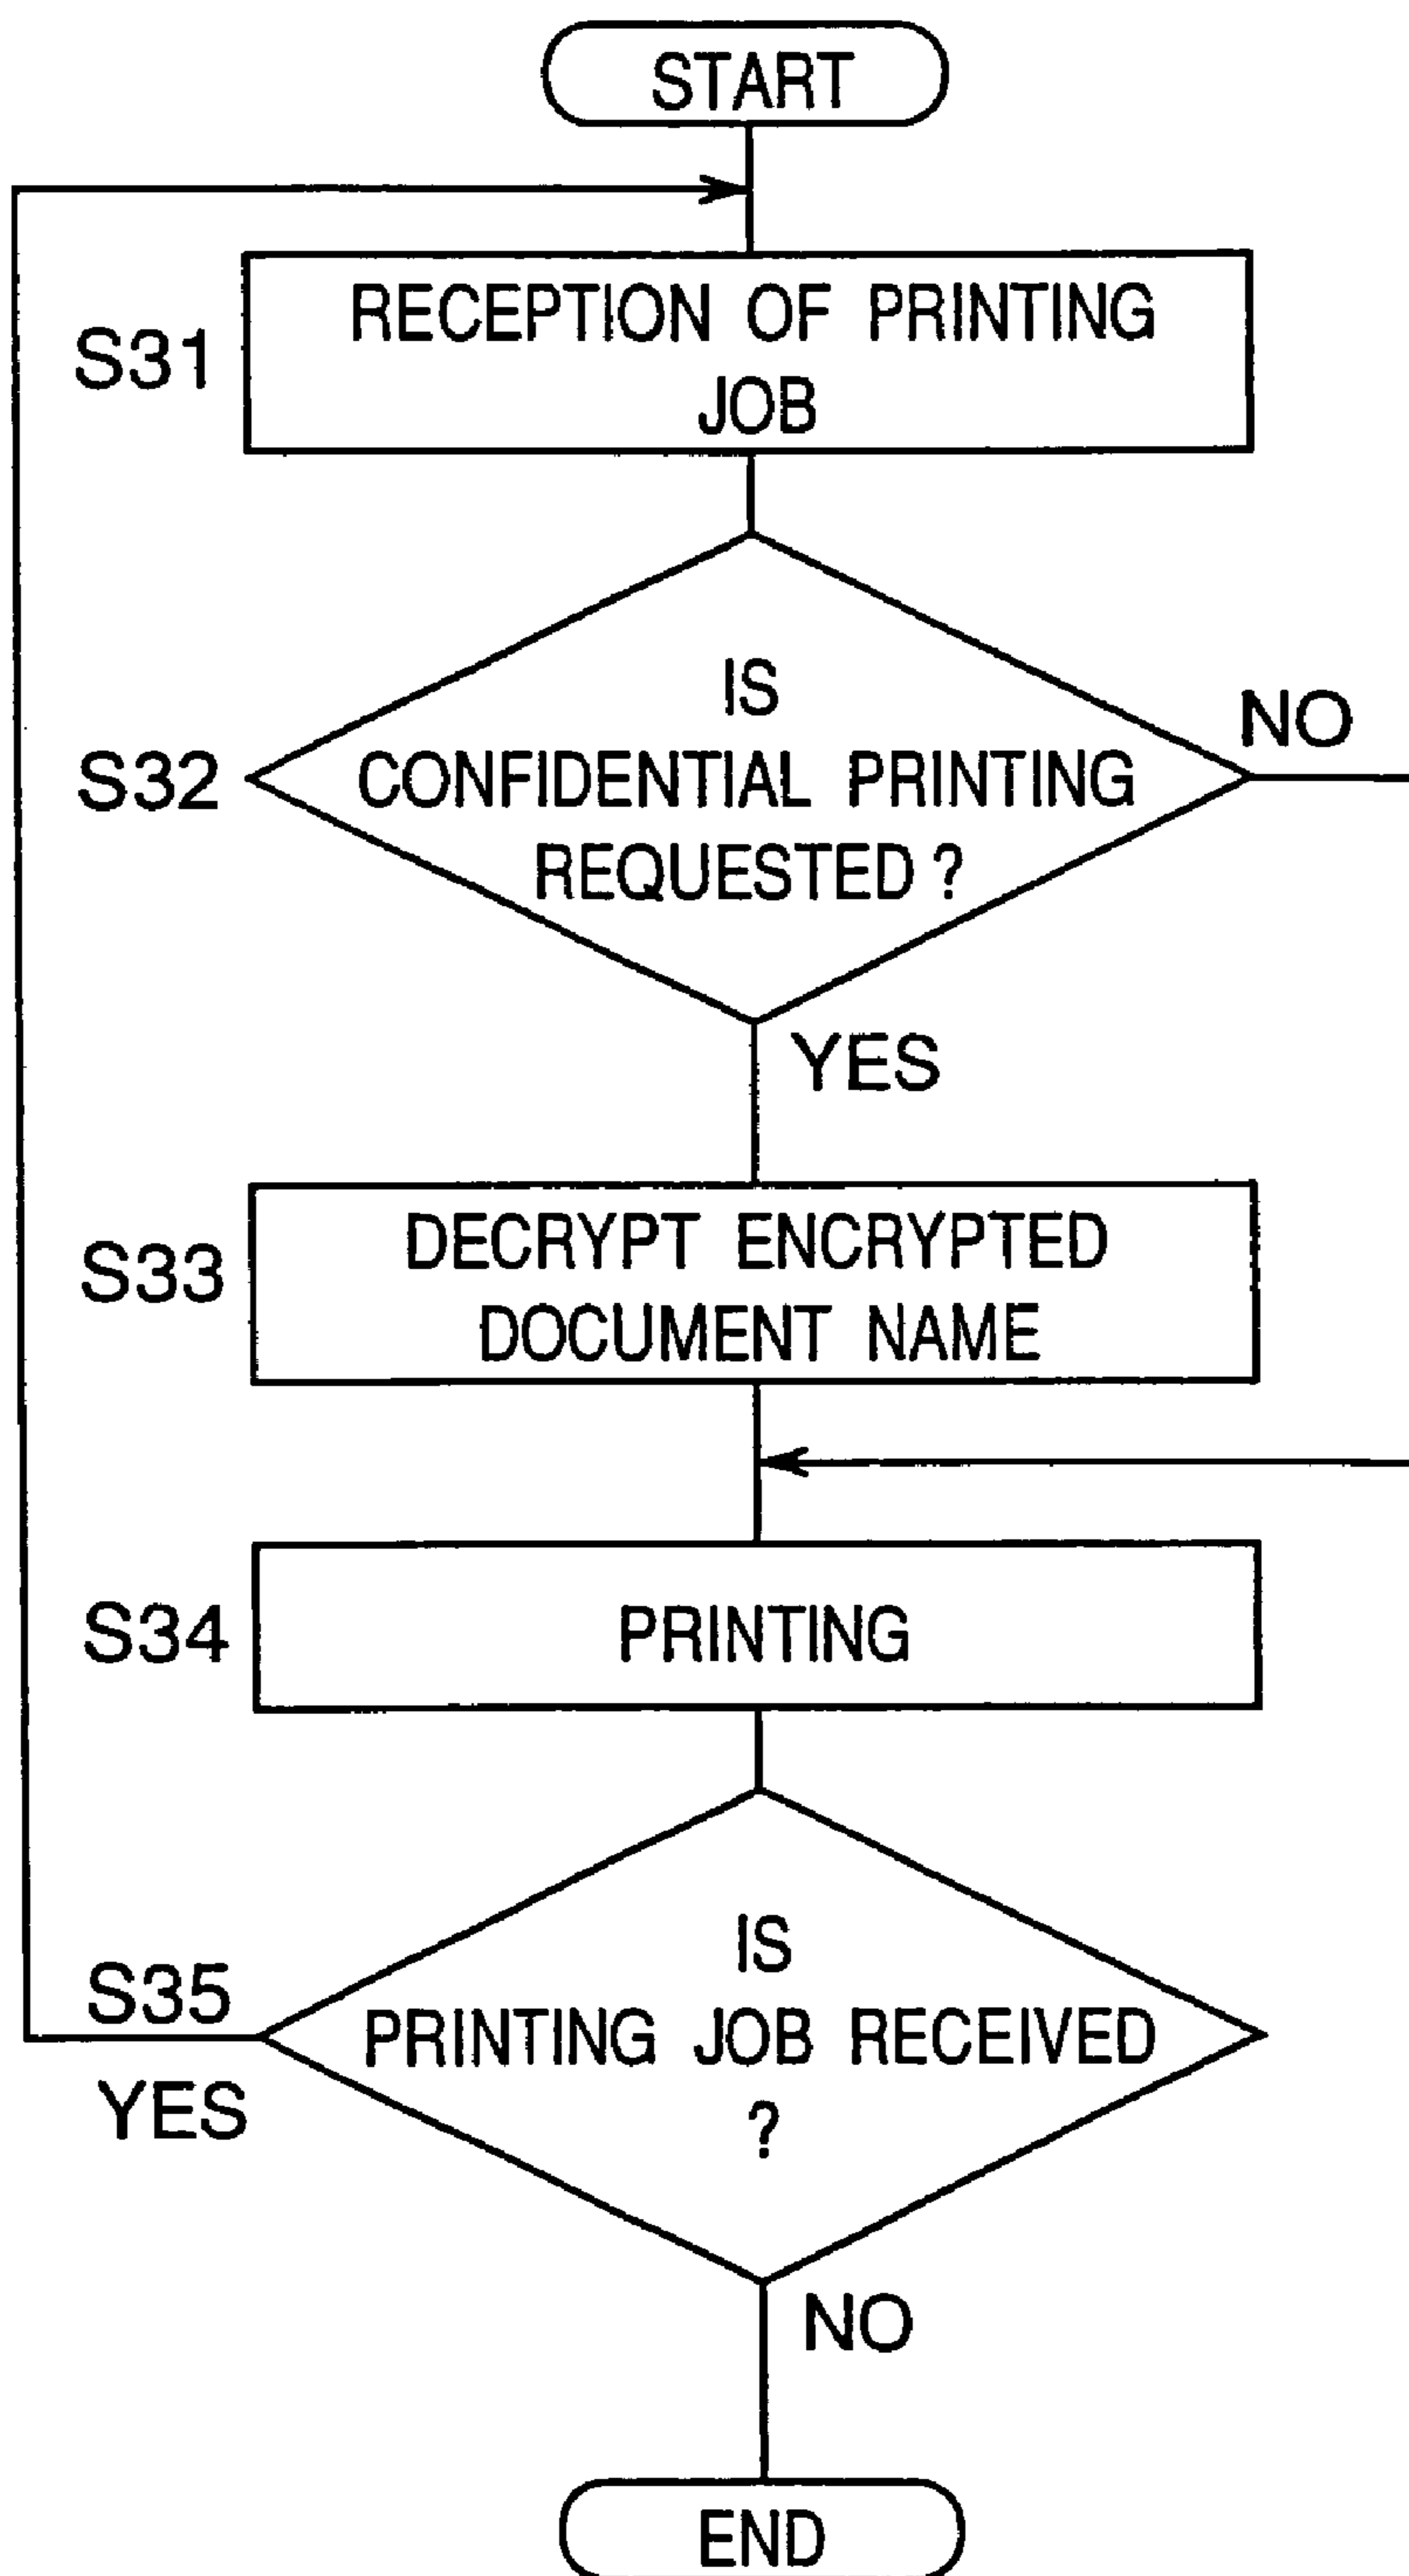 START
S31
RECEPTION OF PRINTING
JOB
IS
CONFIDENTIAL PRINTING
REQUESTED ?
S32
NO
YES
S33
DECRYPT ENCRYPTED
DOCUMENT NAME
S34
PRINTING
S35
IS
PRINTING JOB RECEIVED
?
YES
NO
END